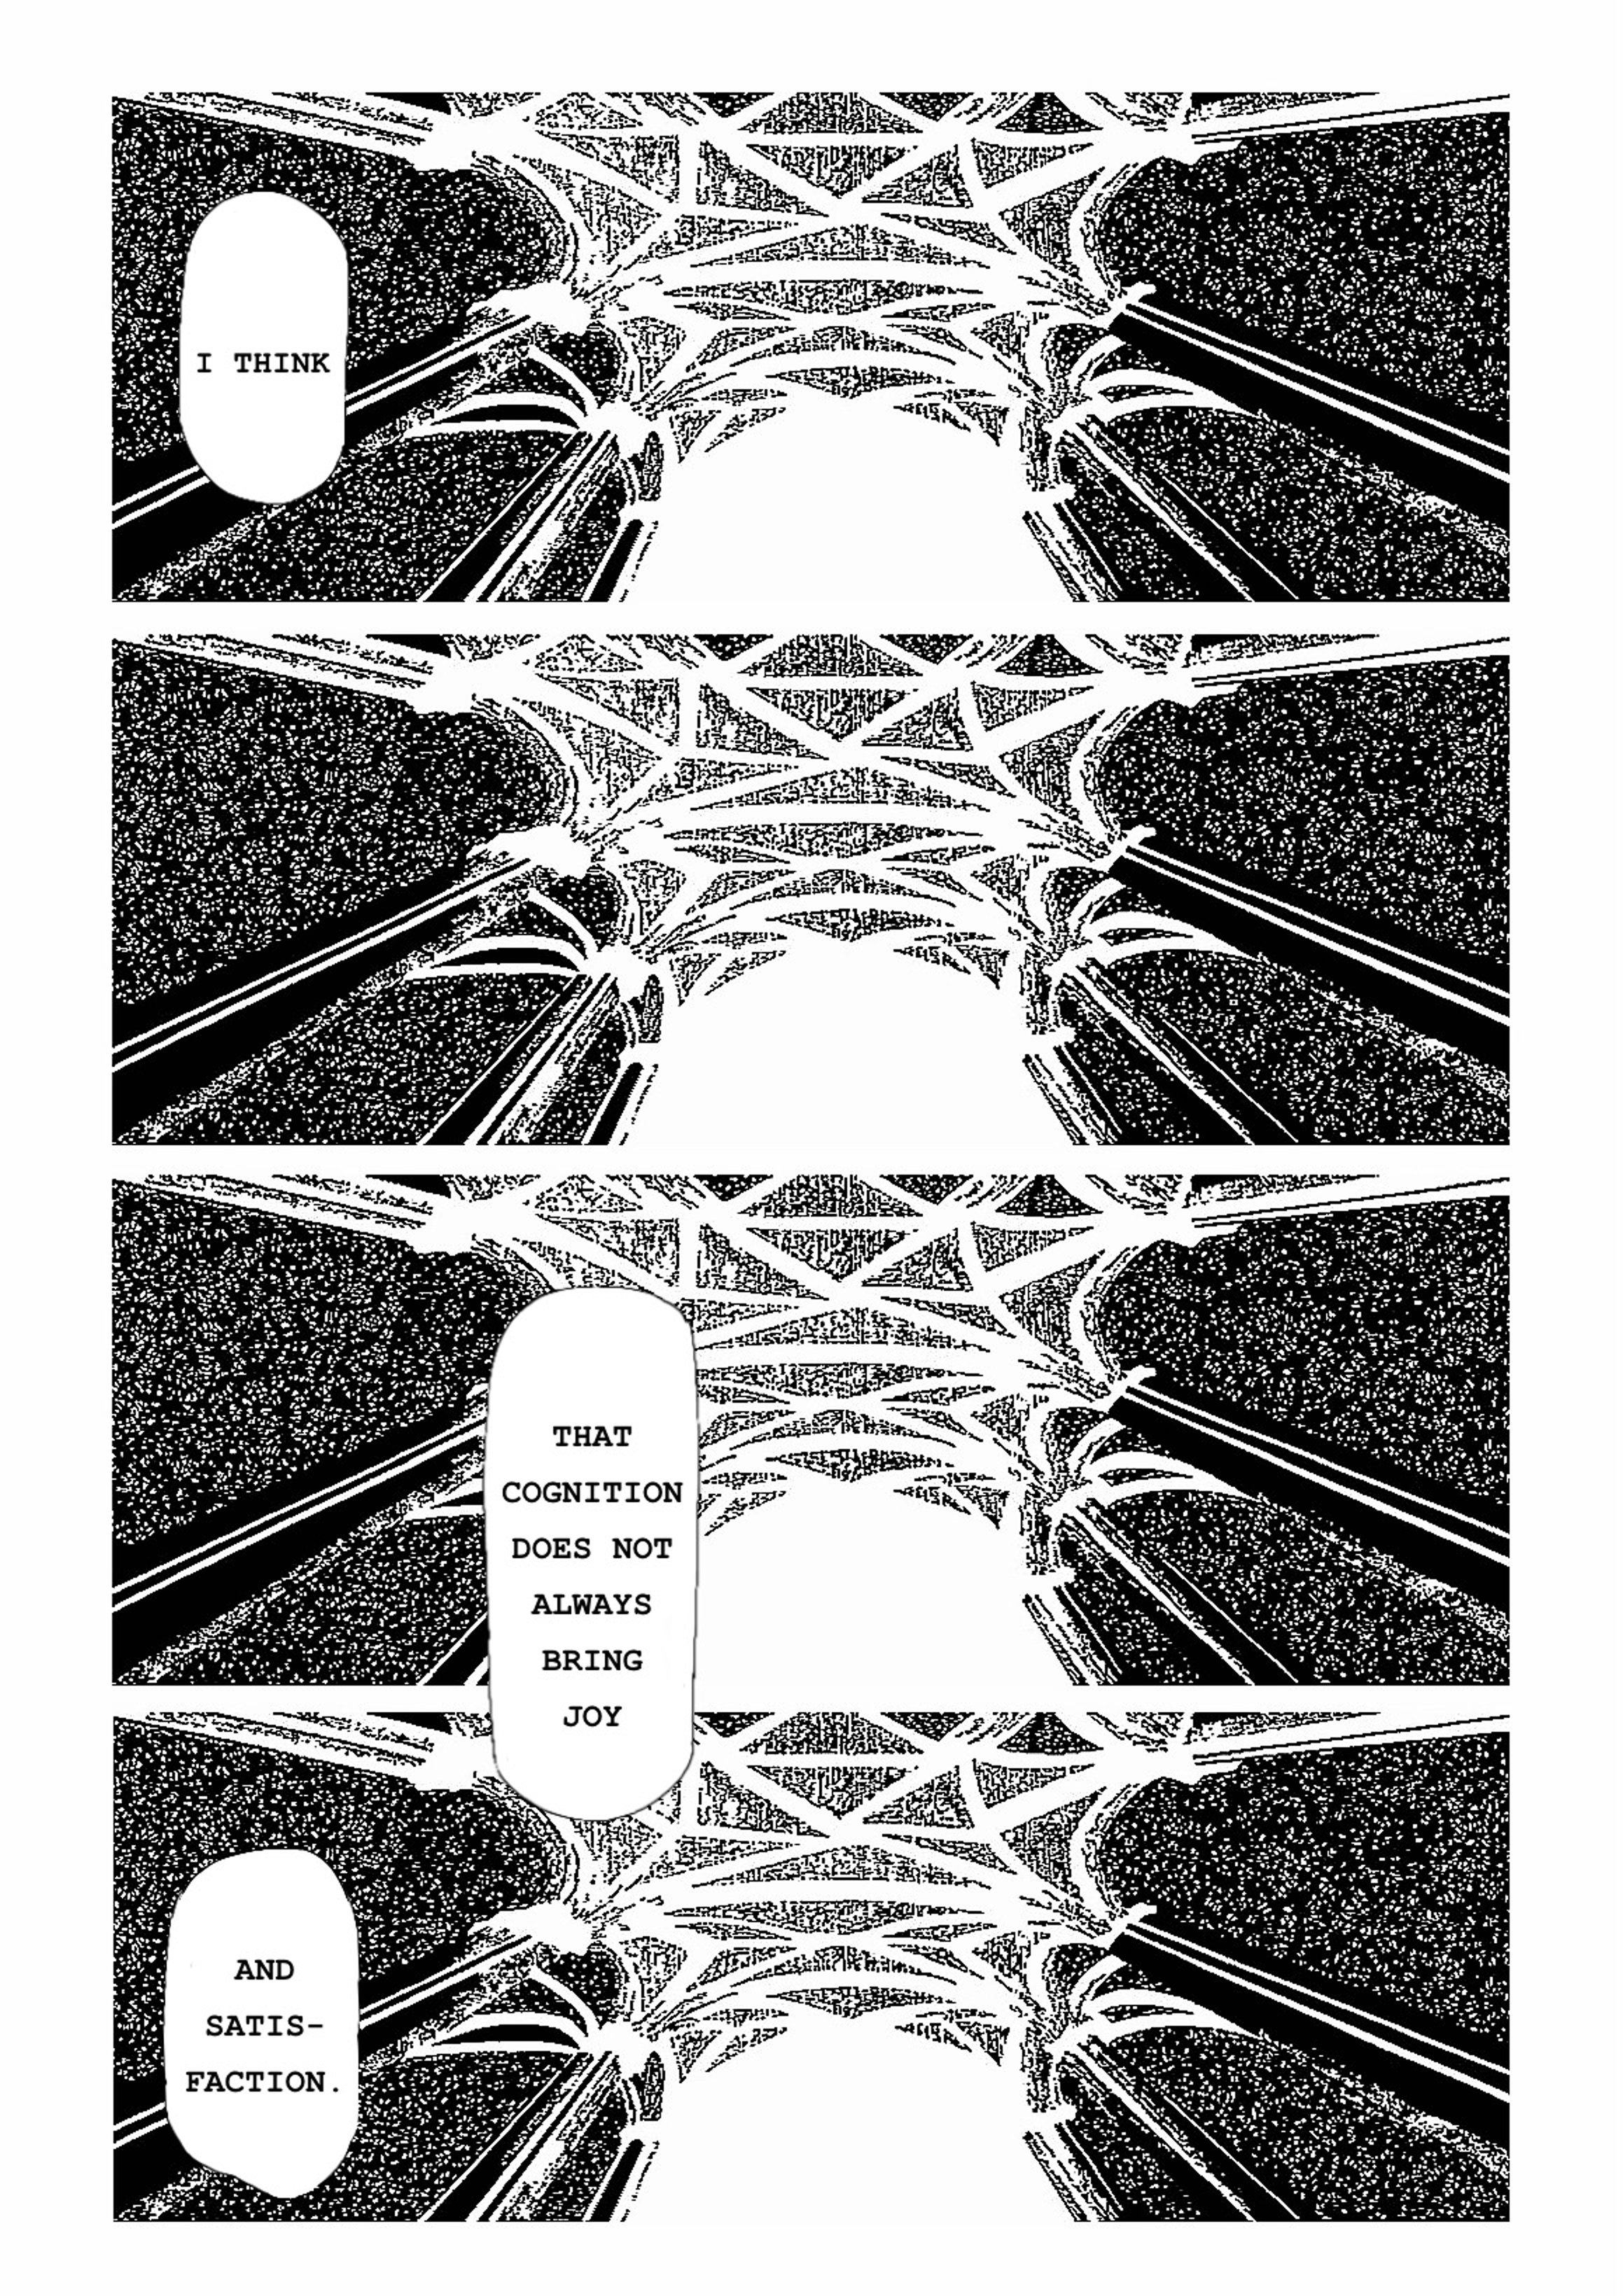 I THINK
THAT
COGNITION
DOES NOT
ALWAYS
BRING
JOY
AND
SATIS-
FACTION.